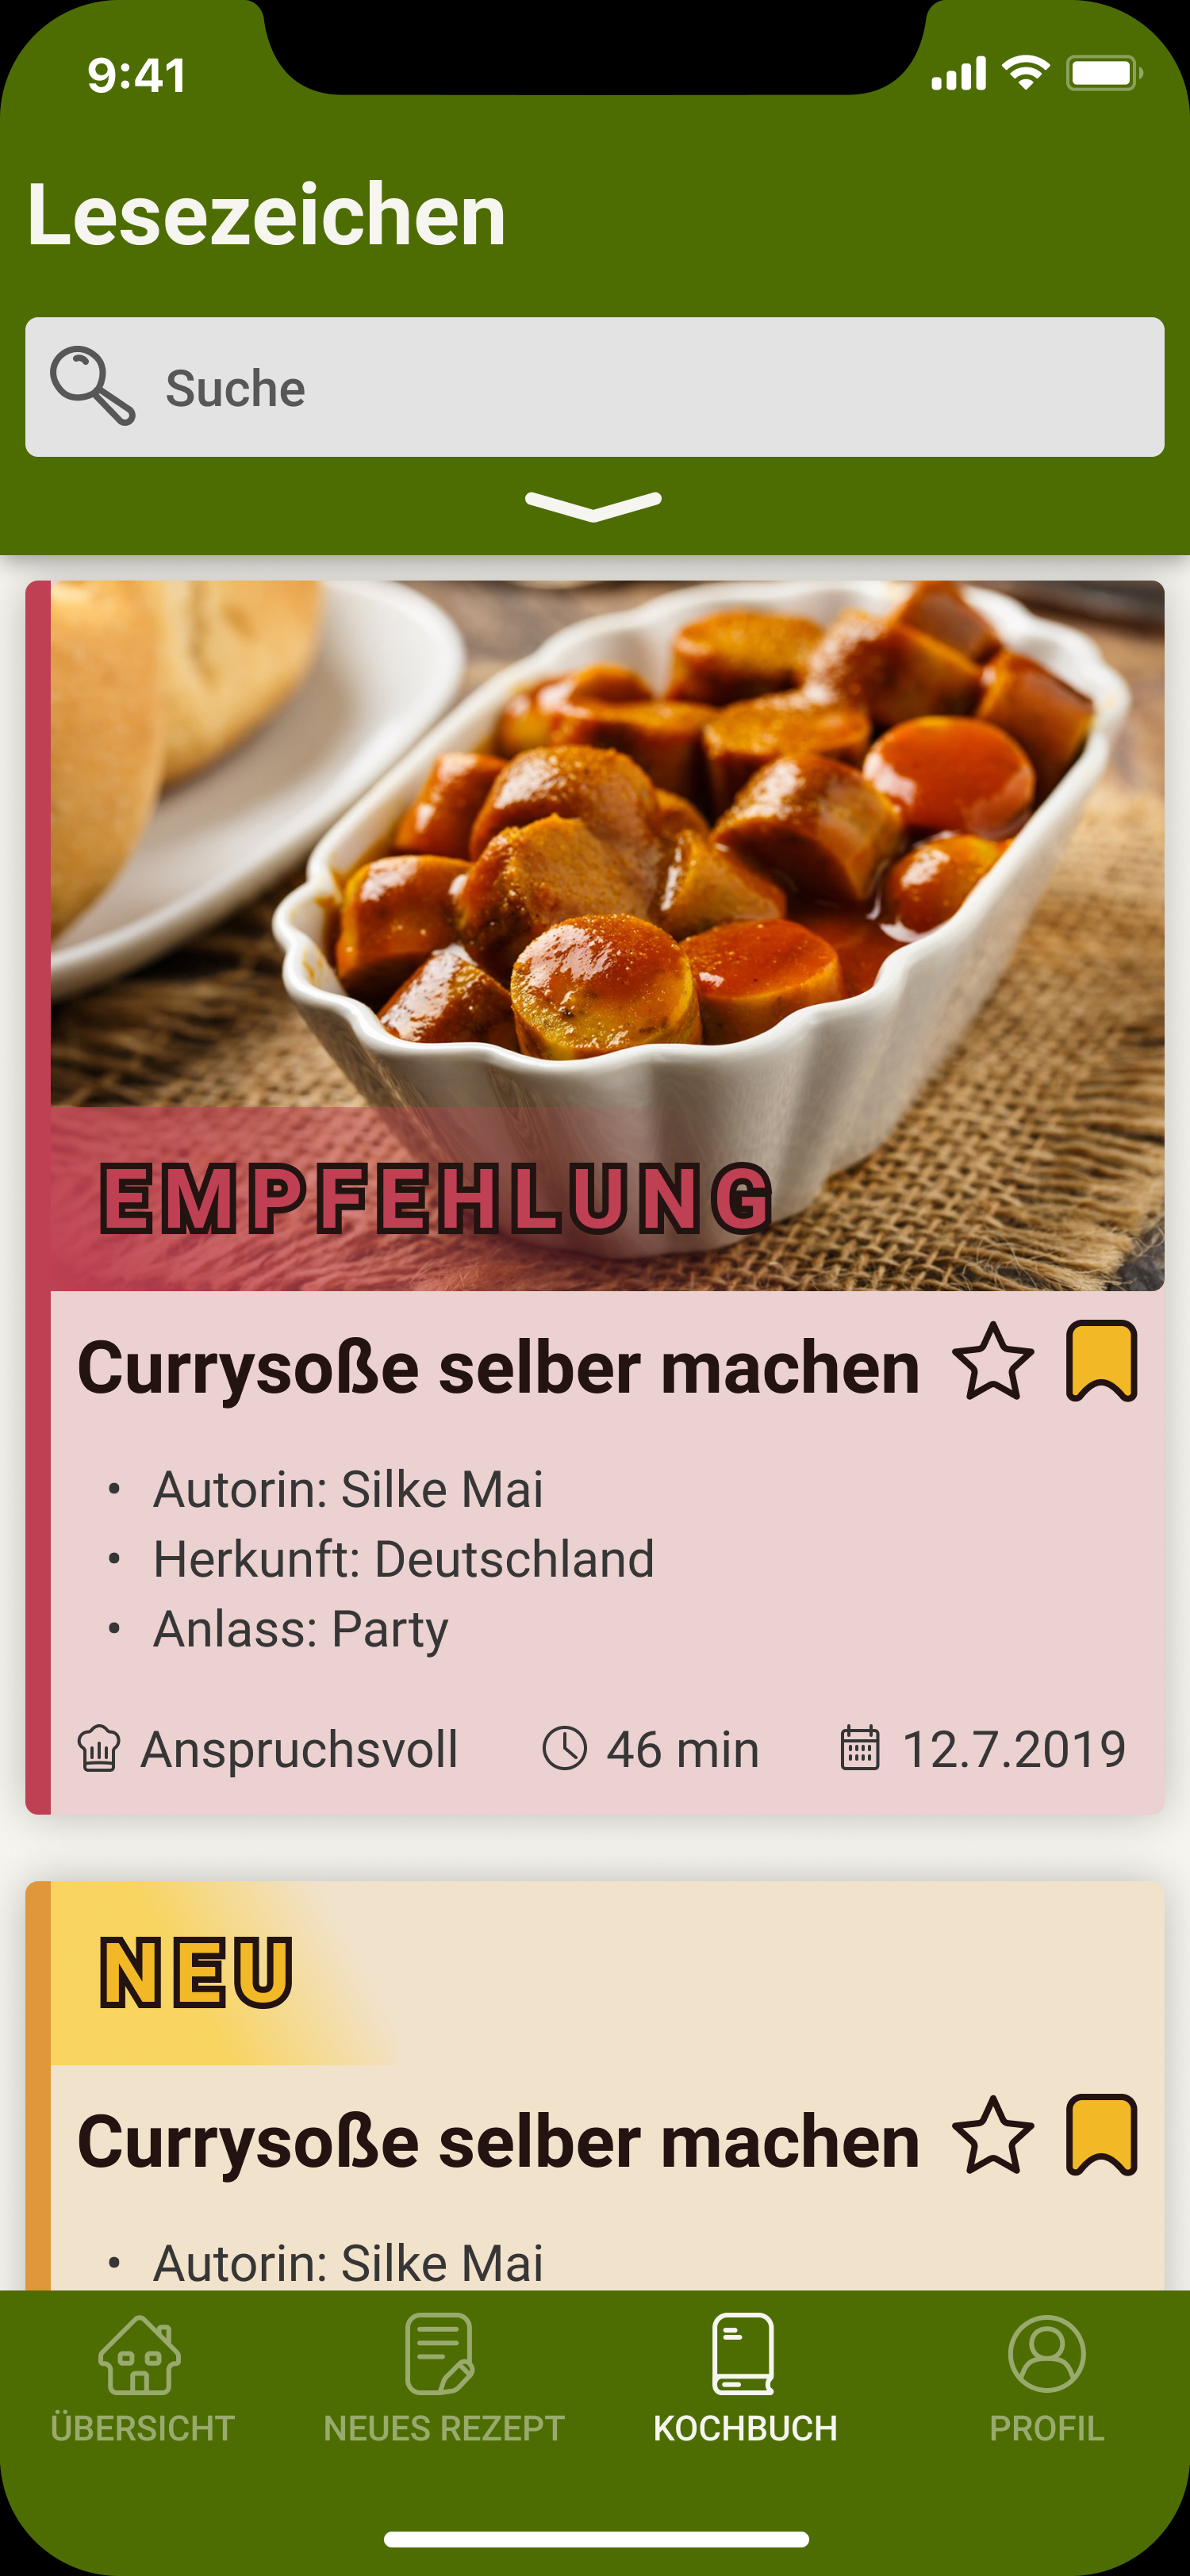 9:41
Lesezeichen
Suche
EMPFEHLUNG
Currysoße selber machen
• Autorin: Silke Mai
• Herkunft: Deutschland
• Anlass: Party
Anspruchsvoll 46 min 12.7.2019
NEU
Currysoße selber machen
• Autorin: Silke Mai
ÜBERSICHT NEUES REZEPT KOCHBUCH PROFIL